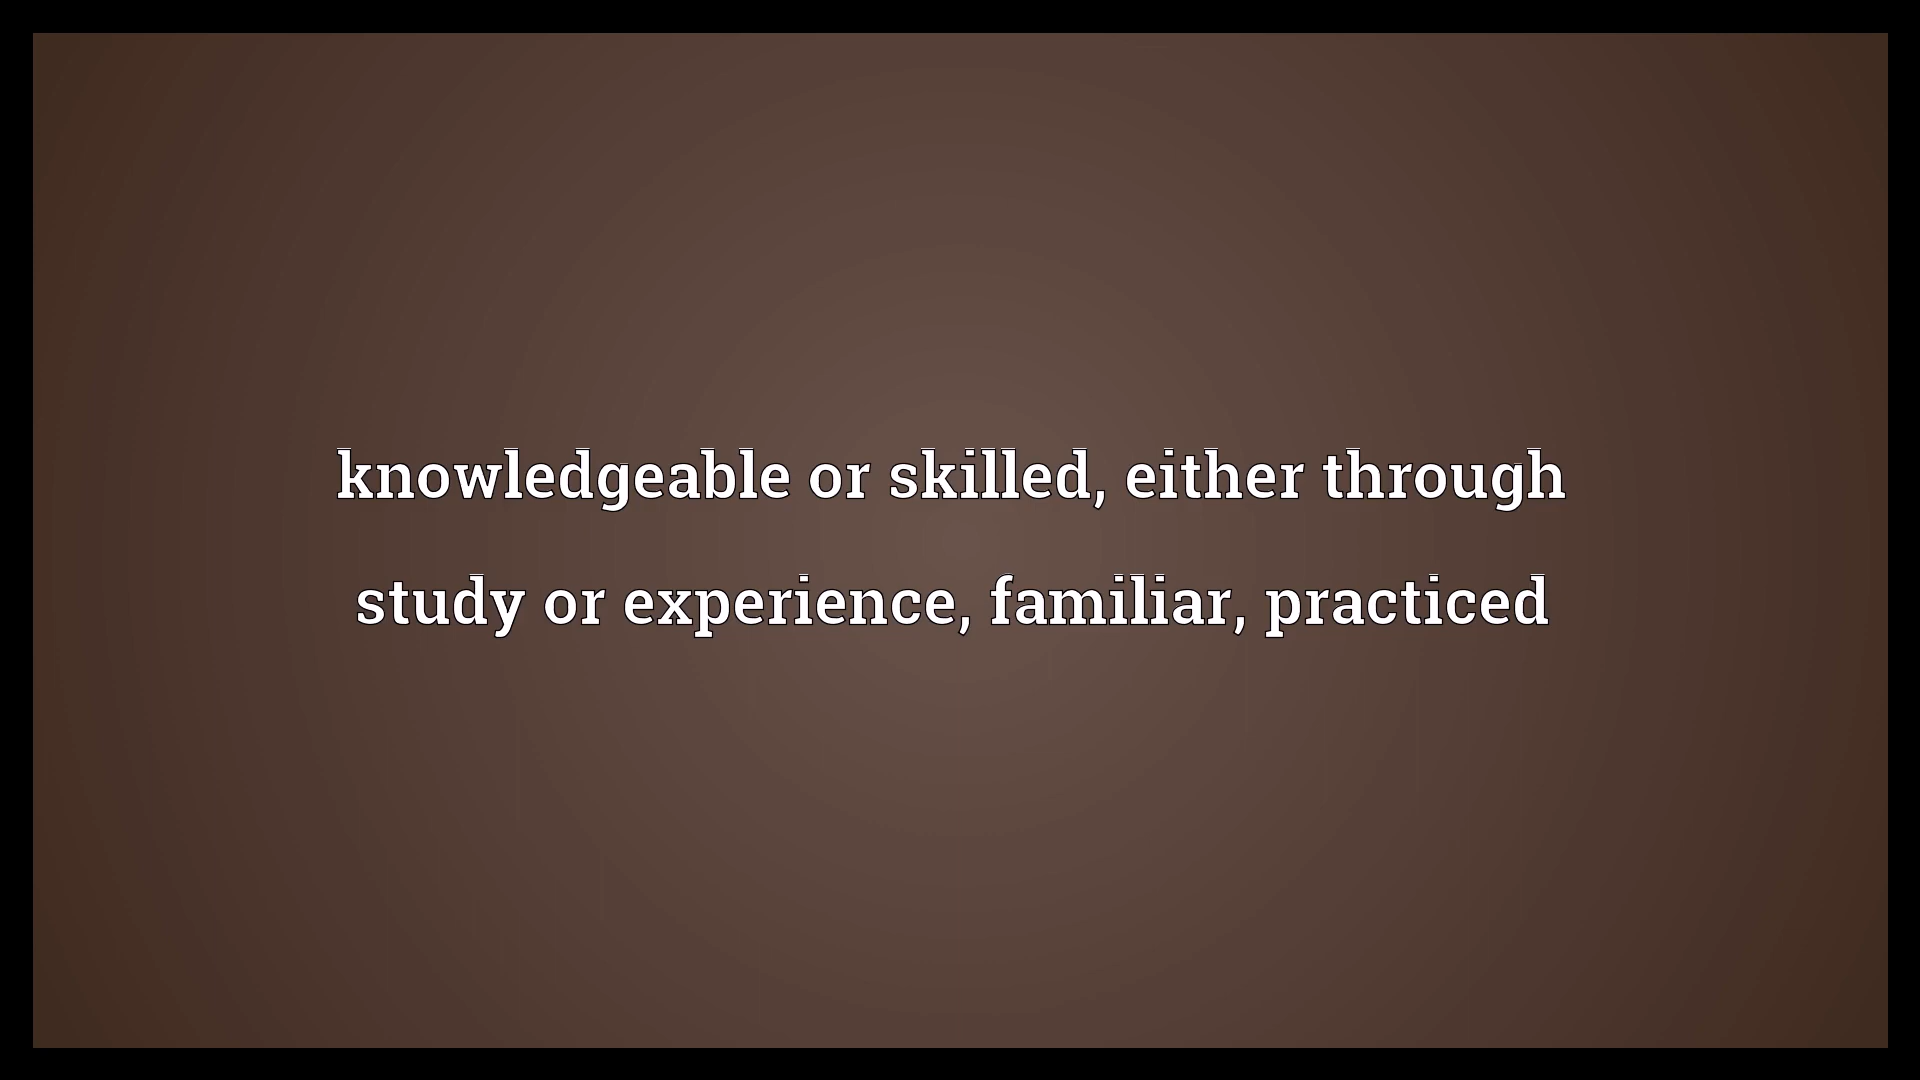 knowledgeable or skilled, either through
study or experience, familiar, practiced